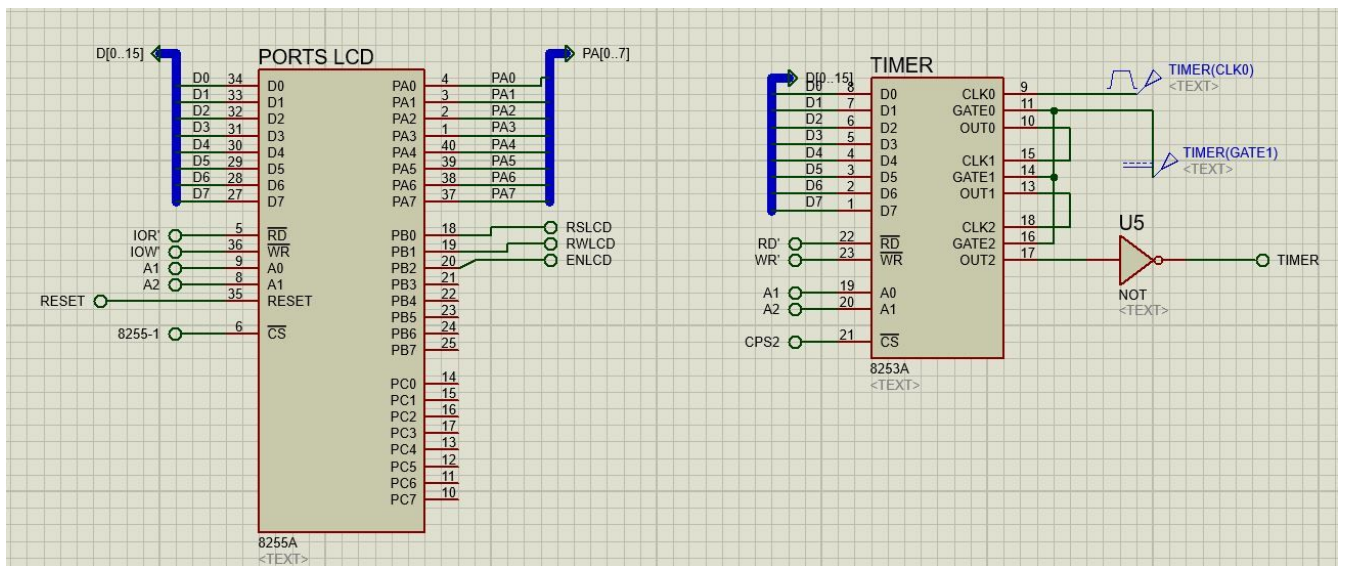 D[0..15]
PORTS LCD
PA[0..7]
D0 34 D0 PA0 4 PA0
D1 33 D1 PA1 3 PA1
D2 32 D2 PA2 2 PA2
D3 31 D3 PA3 1 PA3
D4 30 D4 PA4 40 PA4
D5 29 D5 PA5 39 PA5
D6 28 D6 PA6 38 PA6
D7 27 D7 PA7 37 PA7
IOR' 5 RD PB0 18 RSLCD
IOW' 36 WR PB1 19 RWLCD
A1 9 A0 PB2 20 ENLCD
A2 8 A1 PB3 21
RESET 35 RESET PB4 22
PB5 23
8255-1 6 CS PB6 24
PB7 25
PC0 14
PC1 15
PC2 16
PC3 17
PC4 13
PC5 12
PC6 11
PC7 10
8255A
<TEXT>
D[0..15]
TIMER
TIMER(CLK0)
<TEXT>
D0 8 D0 CLK0 9
D1 7 D1 GATE0 11
D2 6 D2 OUT0 10
D3 5 D3
D4 4 D4 CLK1 15
D5 3 D5 GATE1 14
D6 2 D6 OUT1 13
D7 1 D7
TIMER(GATE1)
<TEXT>
CLK2 18
RD' 22 RD GATE2 16
WR' 23 WR OUT2 17
U5
TIMER
NOT
<TEXT>
A1 19 A0
A2 20 A1
CPS2 21 CS
8253A
<TEXT>